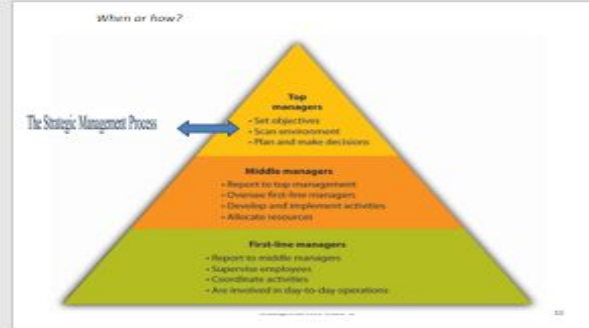 When or how?
The Strategic Management Process
Top
managers
- Set objectives
- Scan environment
- Plan and make decisions
Middle managers
- Report to top management
- Oversee first-line managers
- Develop and implement activities
- Allocate resources
First-line managers
- Report to middle managers
- Supervise employees
- Coordinate activities
- Are involved in day-to-day operations